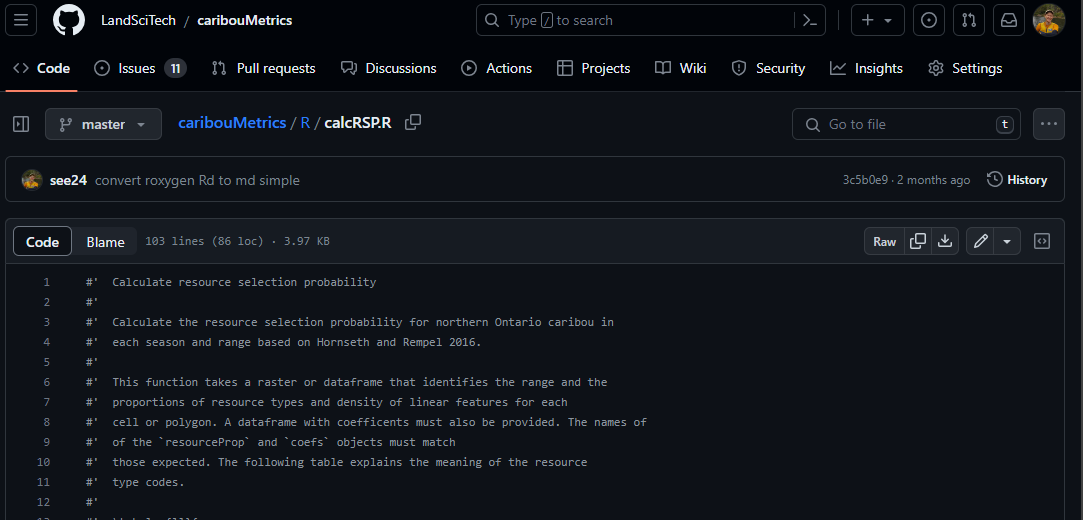 LandSciTech / caribouMetrics
Type / to search
Code
Issues 11
Pull requests
Discussions
Actions
Projects
Wiki
Security
Insights
Settings
master
caribouMetrics / R / calcRSP.R
Go to file
t
see24 convert roxygen Rd to md simple
3c5b0e9 · 2 months ago
History
Code
Blame
103 lines (86 loc) · 3.97 KB
Raw
1 #' Calculate resource selection probability
2 #'
3 #' Calculate the resource selection probability for northern Ontario caribou in
4 #' each season and range based on Hornseth and Rempel 2016.
5 #'
6 #' This function takes a raster or dataframe that identifies the range and the
7 #' proportions of resource types and density of linear features for each
8 #' cell or polygon. A dataframe with coefficents must also be provided. The names of
9 #' of the `resourceProp` and `coefs` objects must match
10 #' those expected. The following table explains the meaning of the resource
11 #' type codes.
12 #'